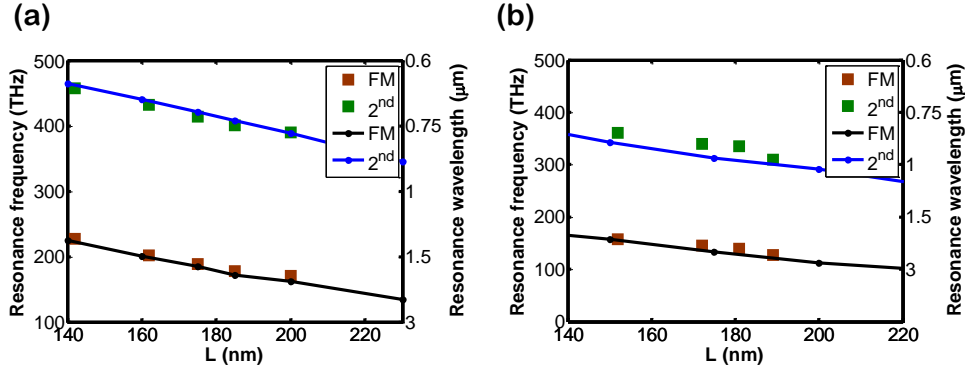 (a)
(b)
Resonance frequency (THz)
500
400
300
200
100
140
160
180
200
220
L (nm)
0.6
0.75
1
1.5
3
Resonance wavelength (μm)
FM
2nd
FM
2nd
Resonance frequency (THz)
500
400
300
200
100
0
140
160
180
200
220
L (nm)
0.6
0.75
1
1.5
3
Resonance wavelength (μm)
FM
2nd
FM
2nd